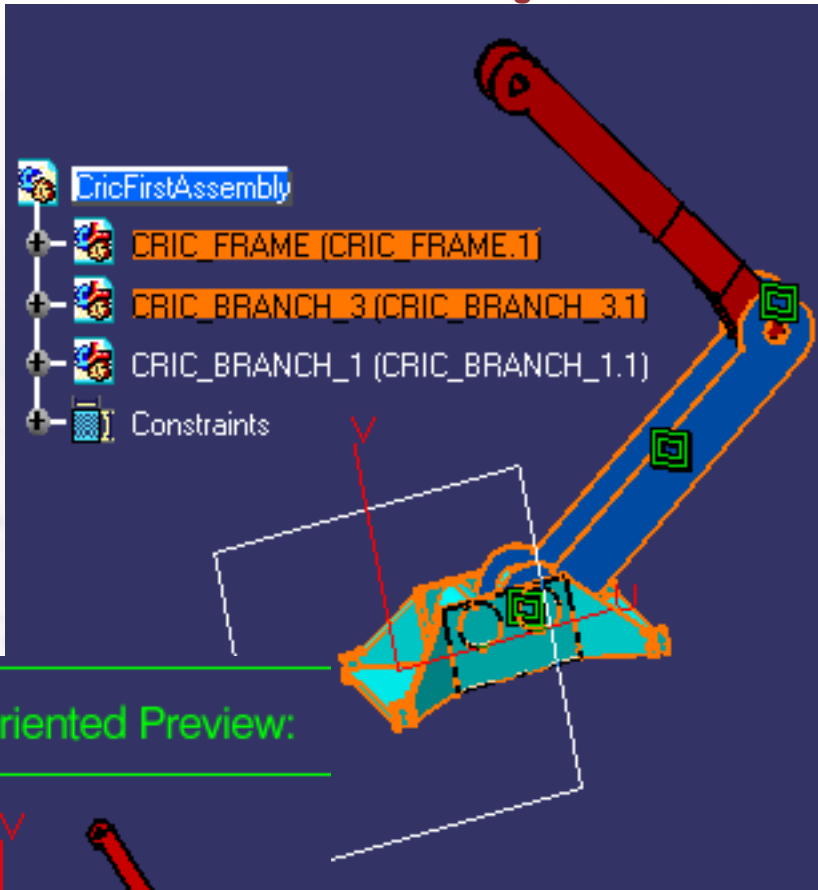 CricFirstAssembly
CRIC_FRAME (CRIC_FRAME.1)
CRIC_BRANCH_3 (CRIC_BRANCH_3.1)
CRIC_BRANCH_1 (CRIC_BRANCH_1.1)
Constraints
V
U
riented Preview:
V